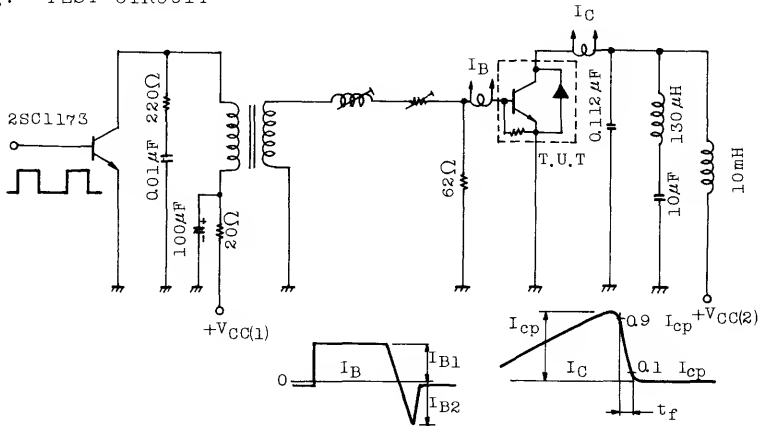 TEST CIRCUIT
IC
IB
2SC1173
220Ω
0.01μF
100μF
+
-
20Ω
+VCC(1)
62Ω
T.U.T
0.112μF
130μH
10μF
10mH
+VCC(2)
0
IB
IB1
IB2
Icp
IC
0.9 Icp
0.1 Icp
tf